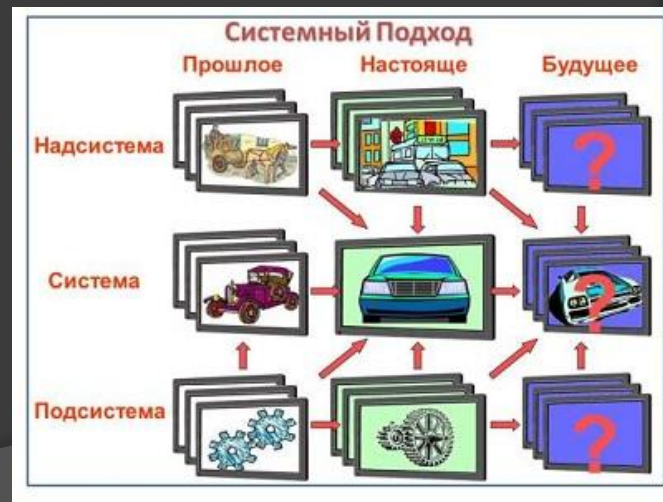 Системный Подход
Прошлое Настояще Будущее
Надсистема
?
Система
?
Подсистема
?